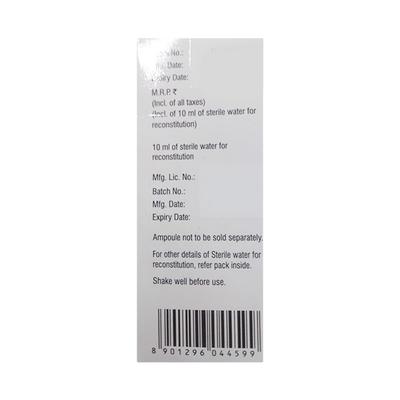 No.:
Date:
Expiry Date:
M.R.P. ₹
(Incl. of all taxes)
(Incl. of 10 ml of sterile water for
reconstitution)
10 ml of sterile water for
reconstitution
Mfg. Lic. No.:
Batch No.:
Mfg. Date:
Expiry Date:
Ampoule not to be sold separately.
For other details of Sterile water for
reconstitution, refer pack inside.
Shake well before use.
8 901296 044599